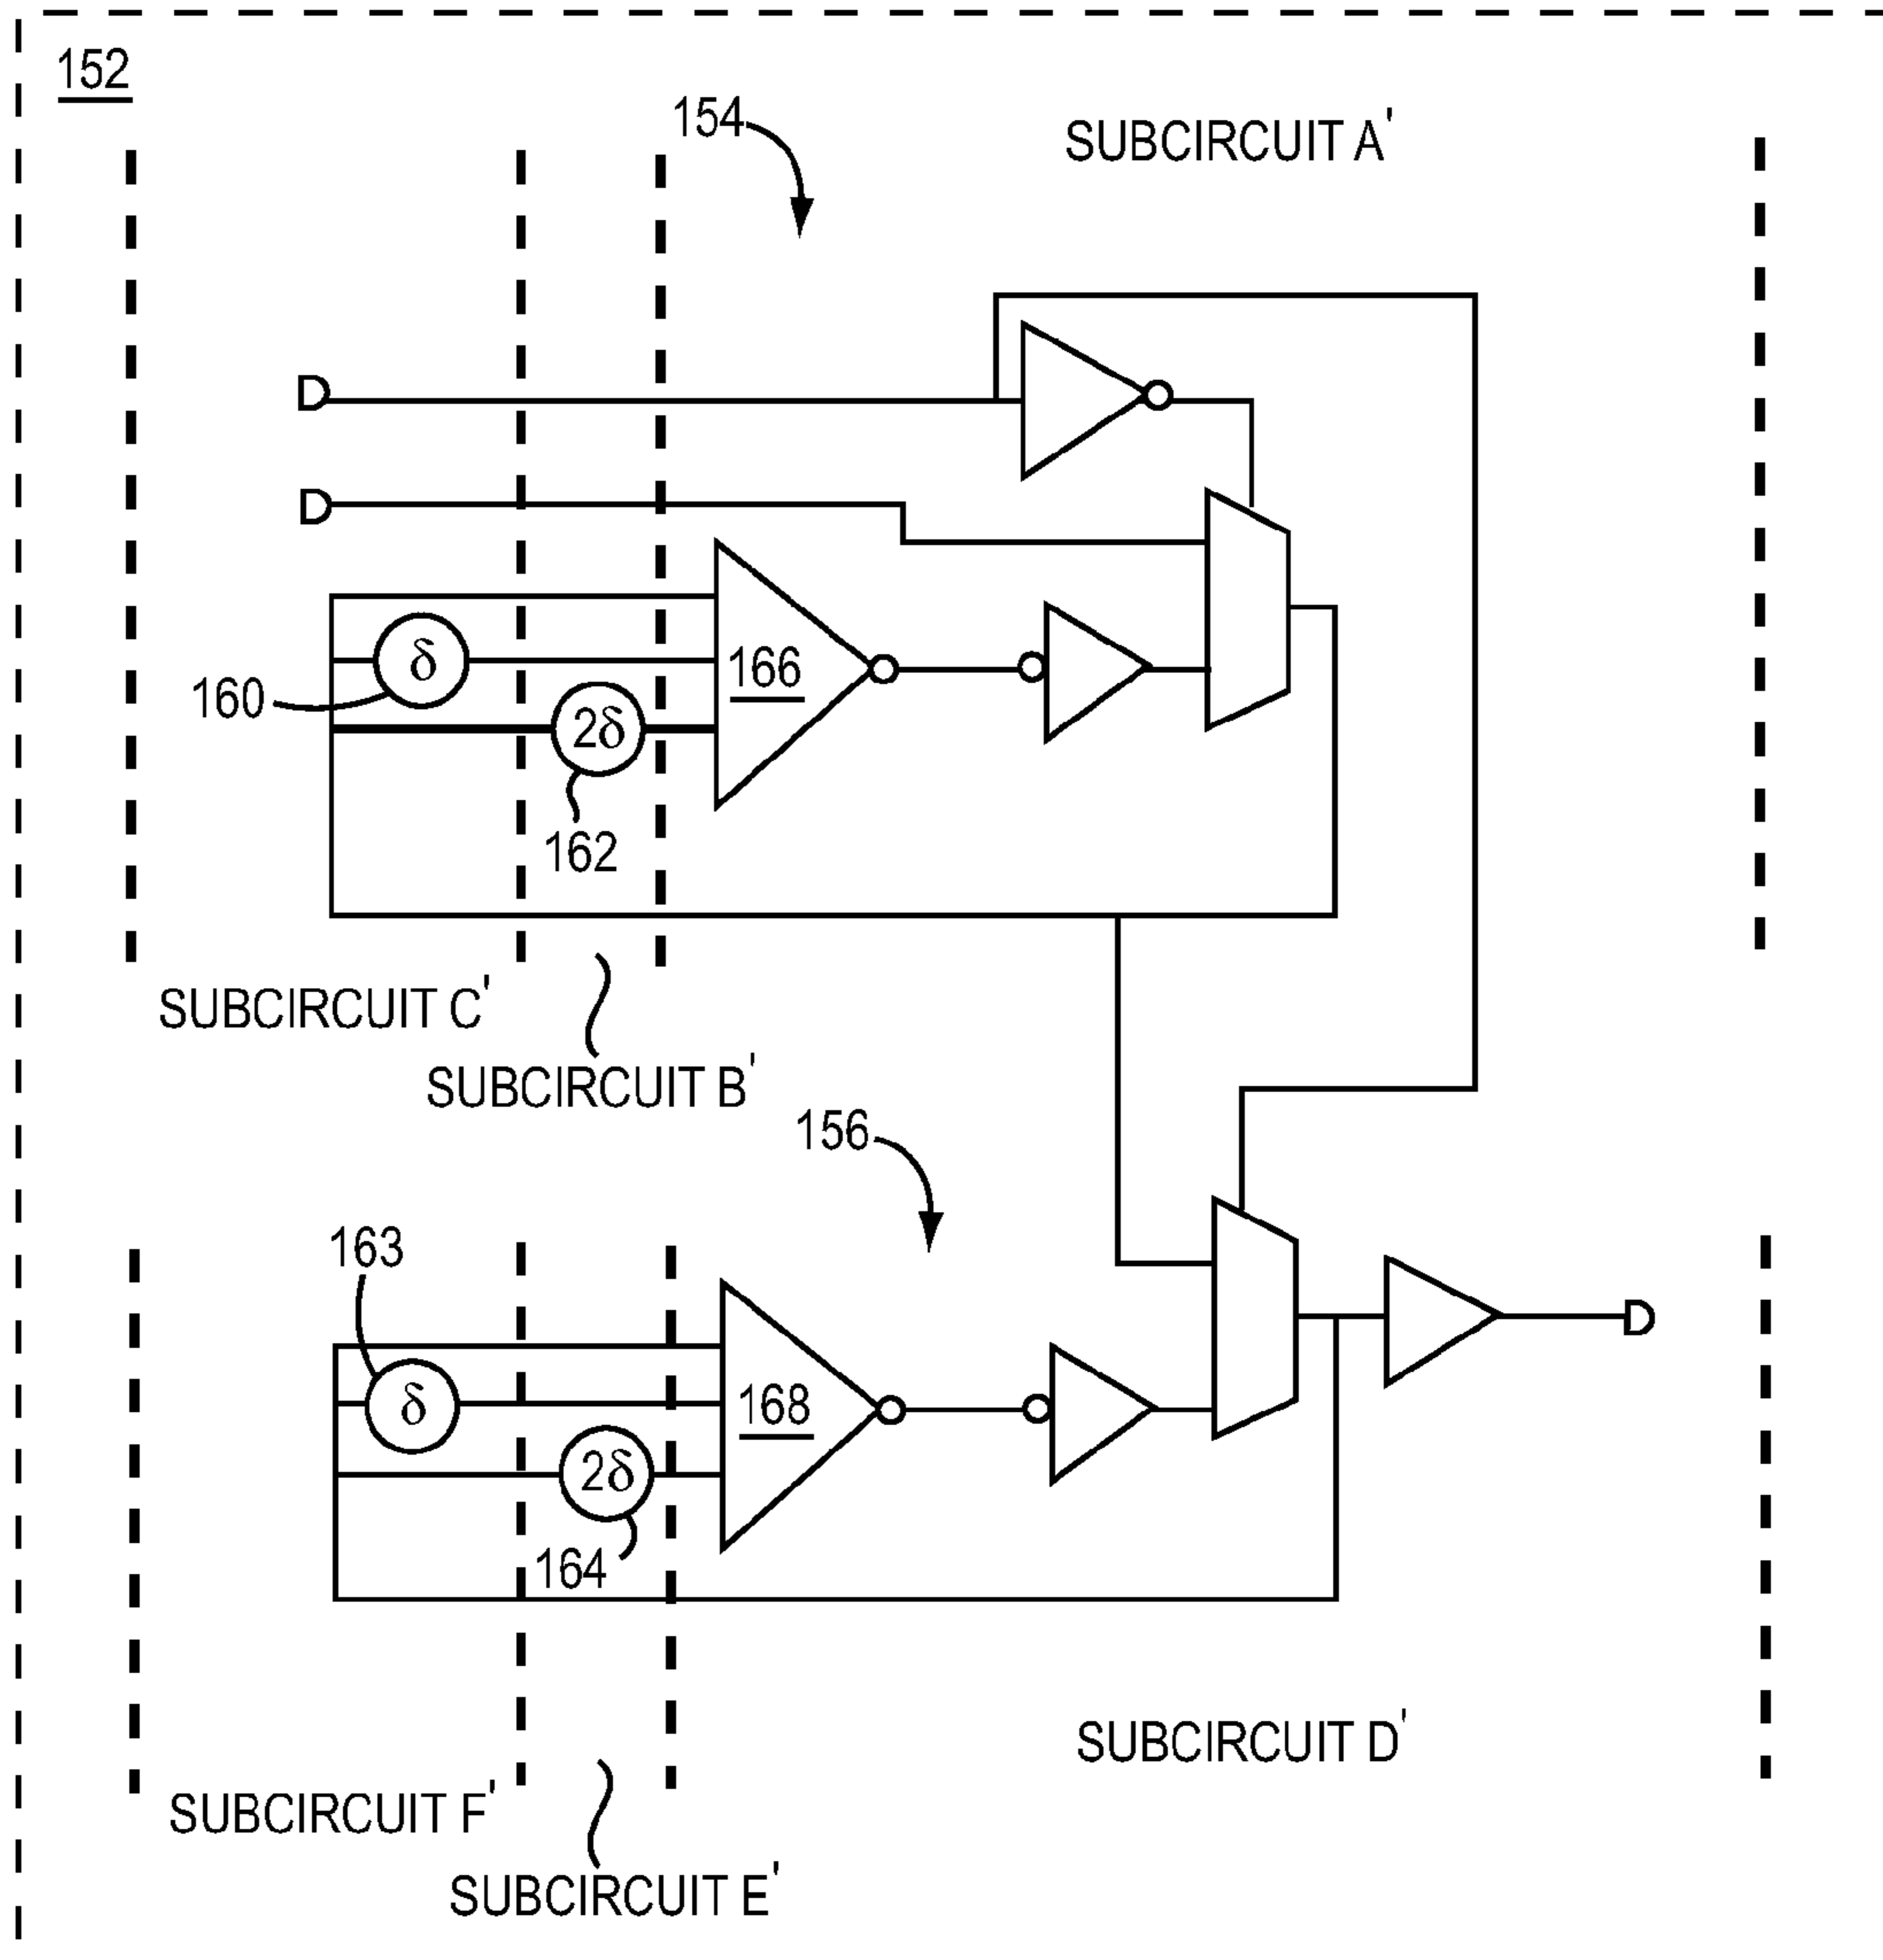 152
154
SUBCIRCUIT A'
δ
166
160
2δ
162
SUBCIRCUIT C'
SUBCIRCUIT B'
156
163
δ
168
2δ
164
SUBCIRCUIT D'
SUBCIRCUIT F'
SUBCIRCUIT E'